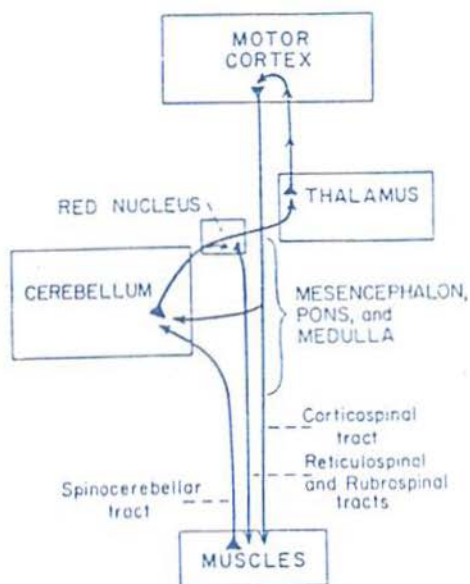 MOTOR
CORTEX
THALAMUS
RED NUCLEUS
CEREBELLUM
MESENCEPHALON,
PONS, and
MEDULLA
Corticospinal
tract
Reticulospinal
and Rubrospinal
tracts
Spinocerebellar
tract
MUSCLES